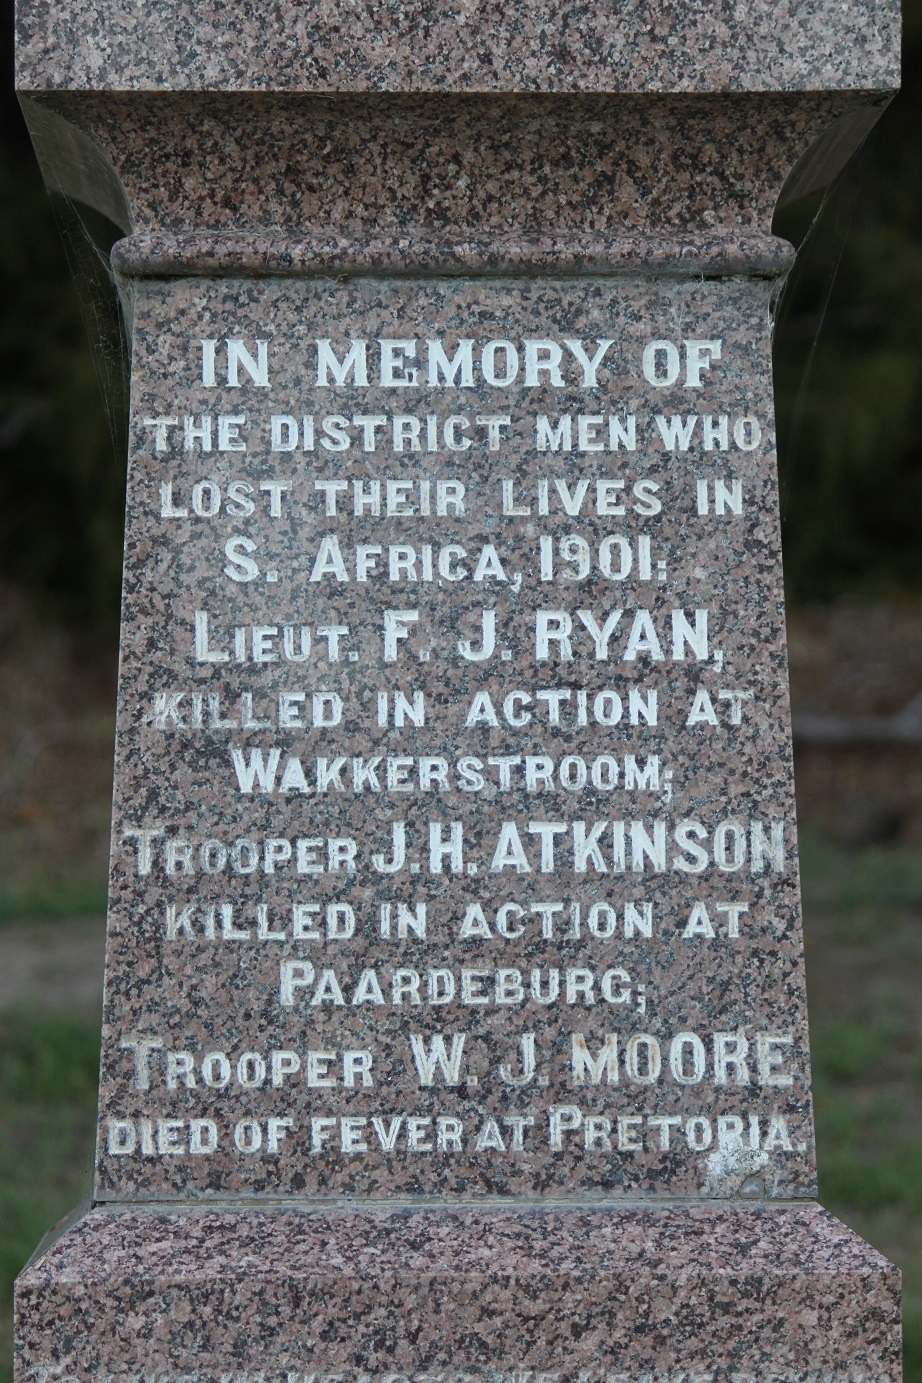 IN MEMORY OF
THE DISTRICT MEN WHO
LOST THEIR LIVES IN
S. AFRICA, 1901:
LIEUT. F. J. RYAN,
KILLED IN ACTION AT
WAKKERSTROOM;
TROOPER J.H. ATKINSON
KILLED IN ACTION AT
PAARDEBURG;
TROOPER W. J. MOORE
DIED OF FEVER AT PRETORIA.